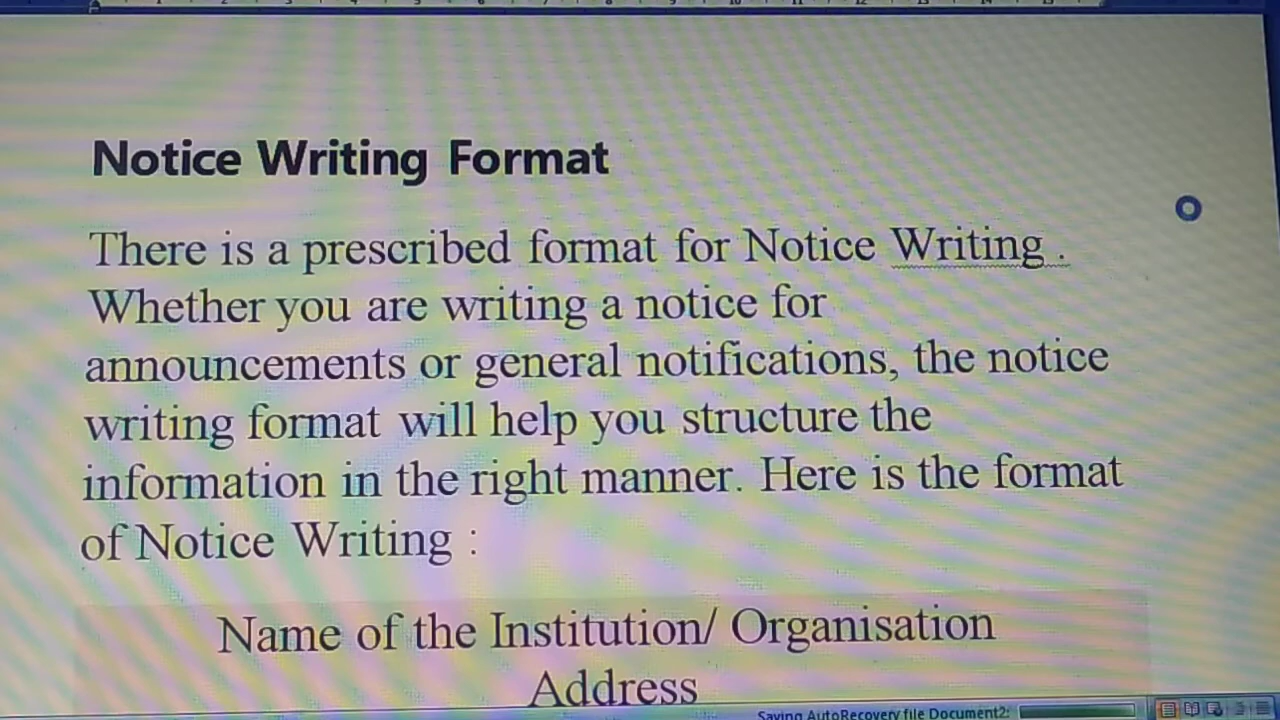 Notice Writing Format
There is a prescribed format for Notice Writing .
Whether you are writing a notice for
announcements or general notifications, the notice
writing format will help you structure the
information in the right manner. Here is the format
of Notice Writing :
Name of the Institution/ Organisation
Address
Saving AutoRecovery file Document2: